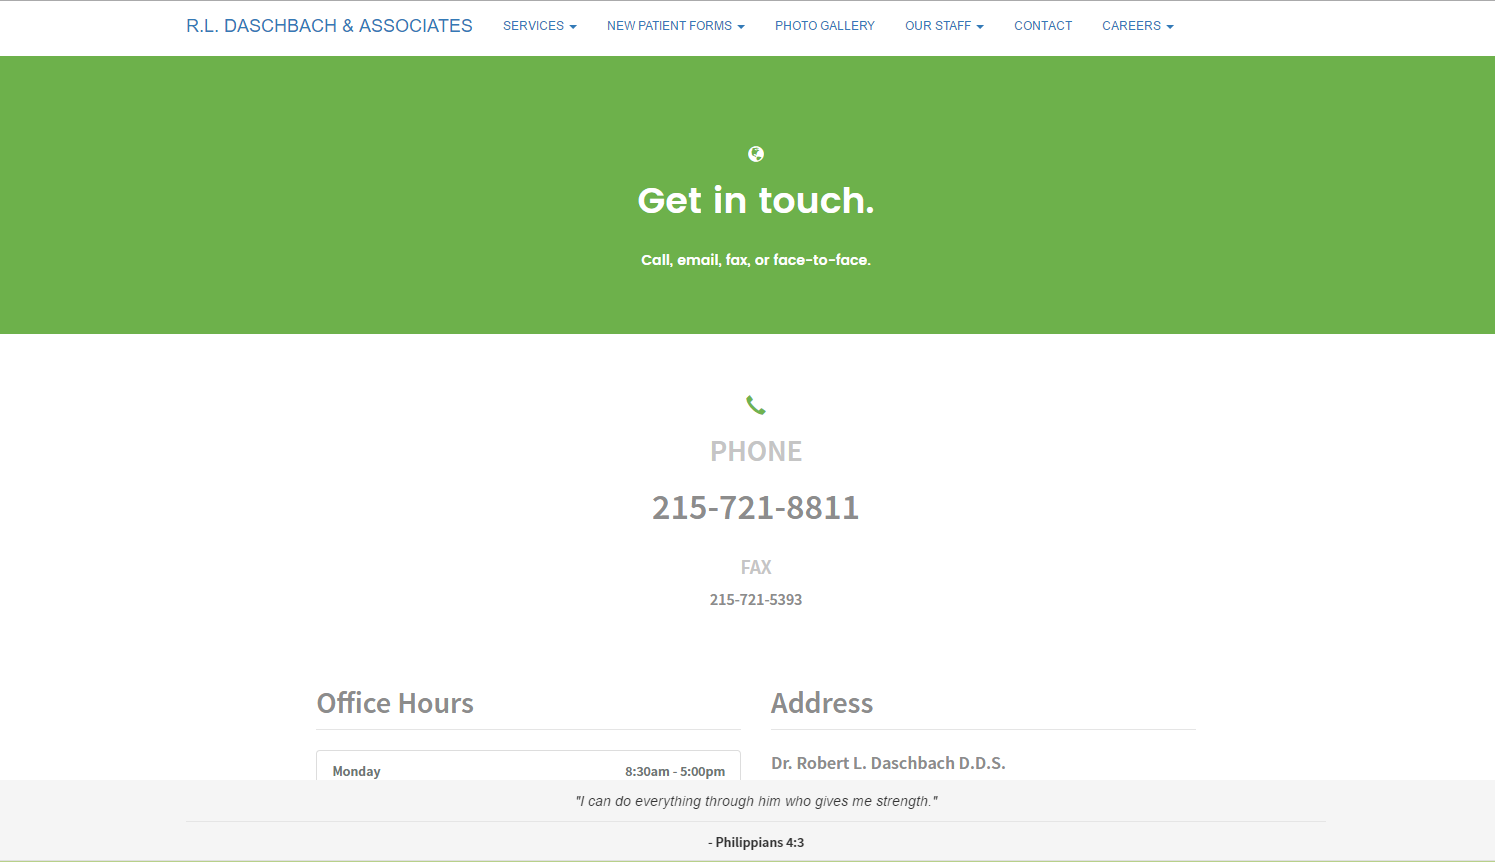 R.L. DASCHBACH & ASSOCIATES SERVICES NEW PATIENT FORMS PHOTO GALLERY OUR STAFF CONTACT CAREERS
Get in touch.
Call, email, fax, or face-to-face.
PHONE
215-721-8811
FAX
215-721-5393
Office Hours
Monday 8:30am - 5:00pm
Address
Dr. Robert L. Daschbach D.D.S.
"I can do everything through him who gives me strength."
- Philippians 4:3